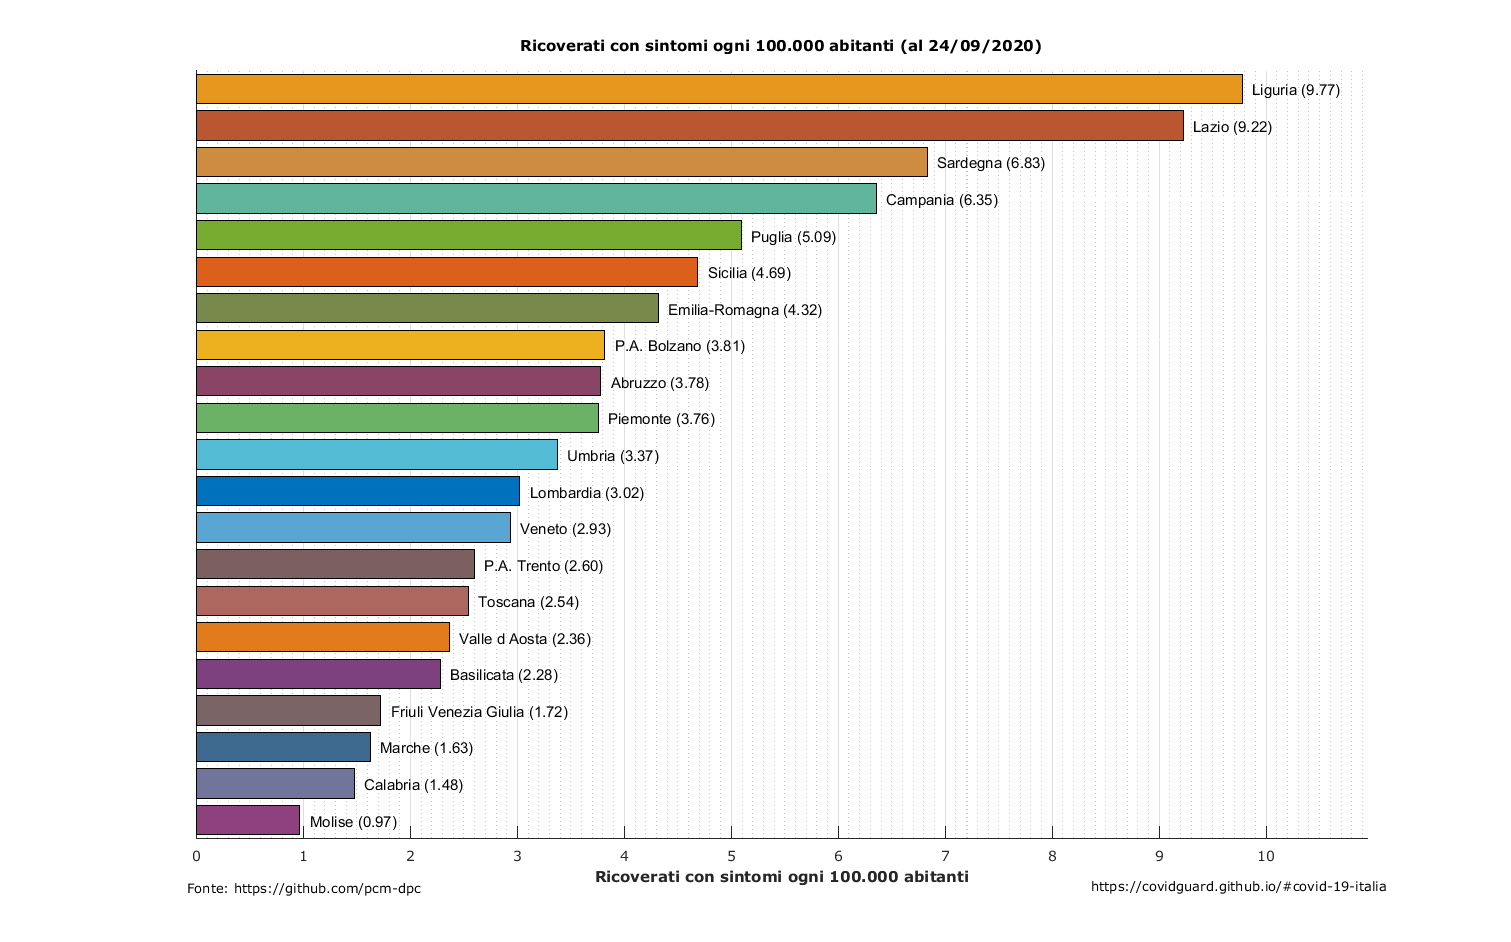 Ricoverati con sintomi ogni 100.000 abitanti (al 24/09/2020)
Liguria (9.77)
Lazio (9.22)
Sardegna (6.83)
Campania (6.35)
Puglia (5.09)
Sicilia (4.69)
Emilia-Romagna (4.32)
P.A. Bolzano (3.81)
Abruzzo (3.78)
Piemonte (3.76)
Umbria (3.37)
Lombardia (3.02)
Veneto (2.93)
P.A. Trento (2.60)
Toscana (2.54)
Valle d Aosta (2.36)
Basilicata (2.28)
Friuli Venezia Giulia (1.72)
Marche (1.63)
Calabria (1.48)
Molise (0.97)
0 1 2 3 4 5 6 7 8 9 10
Ricoverati con sintomi ogni 100.000 abitanti
Fonte: https://github.com/pcm-dpc
https://covidguard.github.io/#covid-19-italia